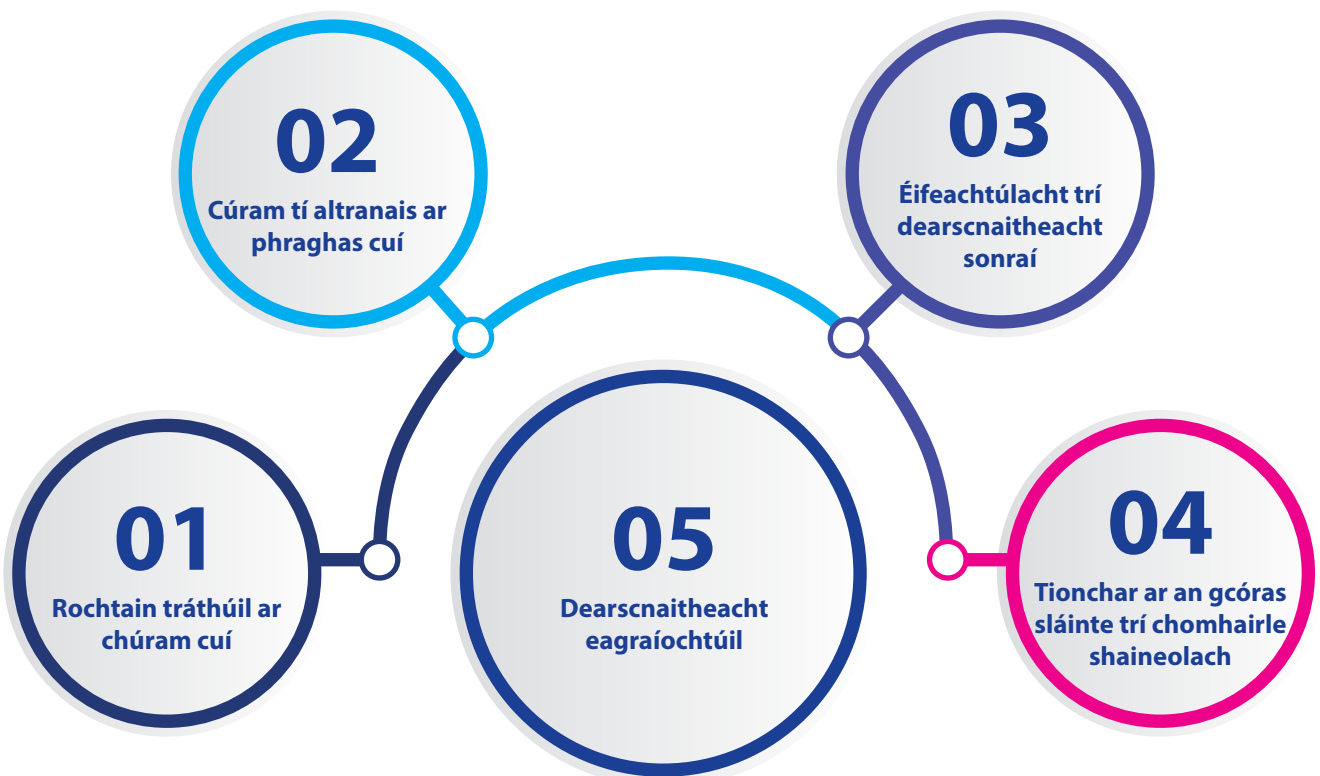 01
Rochtain tráthúil ar
chúram cuí
02
Cúram tí altranais ar
phraghas cuí
03
Éifeachtúlacht trí
dearscnaitheacht
sonraí
04
Tionchar ar an gcóras
sláinte trí chomhairle
shaineolach
05
Dearscnaitheacht
eagraíochtúil